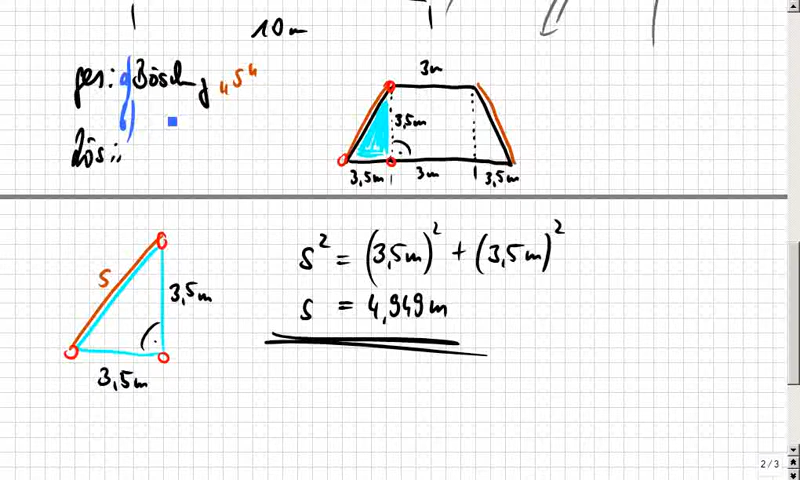 10m
ges: Böschg "S"
Lös.:
3m
3,5m
3,5m 3m 3,5m
S
3,5m
3,5m
S² = (3,5m)² + (3,5m)²
S = 4,949m
2/3